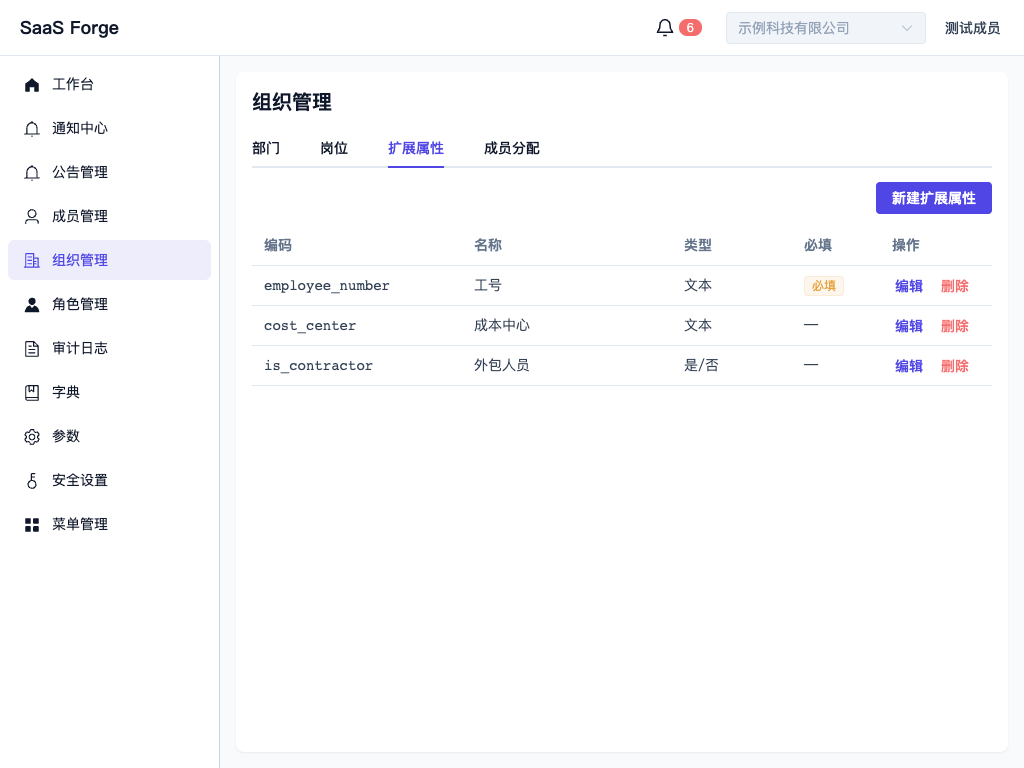 SaaS Forge
6
示例科技有限公司
测试成员
工作台
通知中心
公告管理
成员管理
组织管理
角色管理
审计日志
字典
参数
安全设置
菜单管理
组织管理
部门 岗位 扩展属性 成员分配
新建扩展属性
编码 名称 类型 必填 操作
employee_number 工号 文本 必填 编辑 删除
cost_center 成本中心 文本 — 编辑 删除
is_contractor 外包人员 是/否 — 编辑 删除